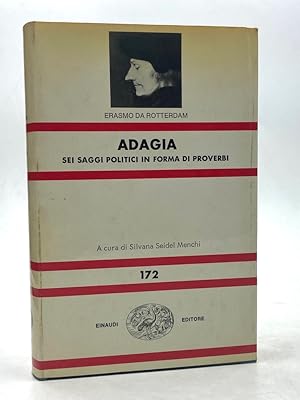 ERASMO DA ROTTERDAM
ADAGIA
SEI SAGGI POLITICI IN FORMA DI PROVERBI
A cura di Silvana Seidel Menchi
172
EINAUDI EDITORE